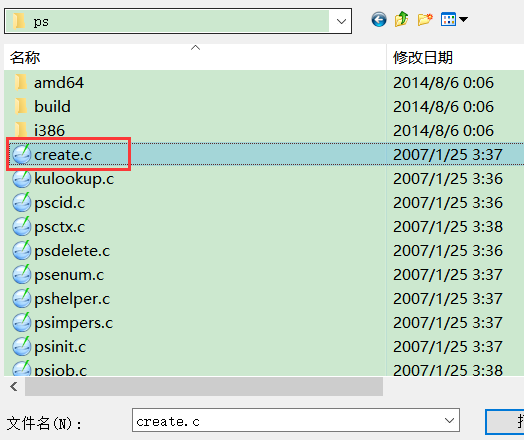 ps
名称 修改日期
amd64 2014/8/6 0:06
build 2014/8/6 0:06
i386 2014/8/6 0:06
create.c 2007/1/25 3:37
kulookup.c 2007/1/25 3:36
pscid.c 2007/1/25 3:36
psctx.c 2007/1/25 3:38
psdelete.c 2007/1/25 3:36
psenum.c 2007/1/25 3:37
pshelper.c 2007/1/25 3:37
psimpers.c 2007/1/25 3:37
psinit.c 2007/1/25 3:37
psjob.c 2007/1/25 3:38
文件名(N): create.c